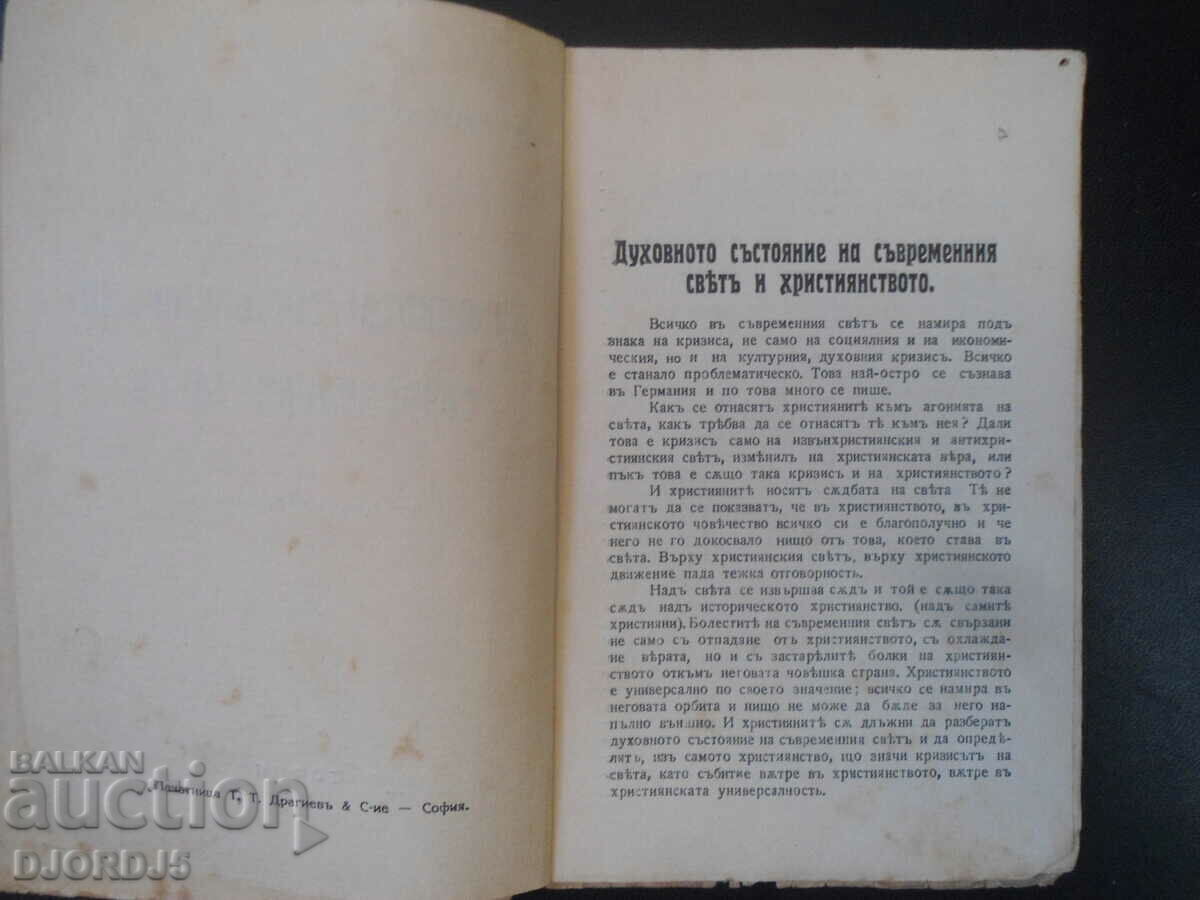 Печатница Т. Т. Драгиевъ & С-ие — София.
BALKAN
auction
DJORDJ5
Духовното състояние на съвременния
свѣтъ и християнството.
Всичко въ съвременния свѣтъ се намира подъ
знака на кризиса, не само на социялния и на икономи-
ческия, но и на културния, духовния кризисъ. Всичко
е станало проблематическо. Това най-остро се съзнава
въ Германия и по това много се пише.
Какъ се отнасятъ християнитѣ къмъ агонията на
свѣта, какъ трѣбва да се отнасятъ тѣ къмъ нея? Дали
това е кризисъ само на извънхристиянския и антихри-
стиянския свѣтъ, измѣнилъ на християнската вѣра, или
пъкъ това е сѫщо така кризисъ и на християнството?
И християнитѣ носятъ сѫдбата на свѣта Тѣ не
могатъ да се показватъ, че въ християнството, въ хри-
стиянското човѣчество всичко си е благополучно и че
него не го докосвало нищо отъ това, което става въ
свѣта. Върху християнския свѣтъ, върху християнското
движение пада тежка отговорность.
Надъ свѣта се извършва сѫдъ и той е сѫщо така
сѫдъ надъ историческото християнство. (надъ самитѣ
християни). Болеститѣ на съвременния свѣтъ сѫ свързани
не само съ отпадане отъ християнството, съ охлажда-
не вѣрата, но и съ застарѣлитѣ болки на християн-
ството откъмъ неговата човѣшка страна. Християнството
е универсално по своето значение; всичко се намира въ
неговата орбита и нищо не може да бѫде за него на-
пълно външно. И християнитѣ сѫ длъжни да разбератъ
духовното състояние на съвременния свѣтъ и да опредѣ-
лятъ, изъ самото християнство, що значи кризисътъ на
свѣта, като събитие вѫтре въ християнството, вѫтре въ
християнската универсалность.